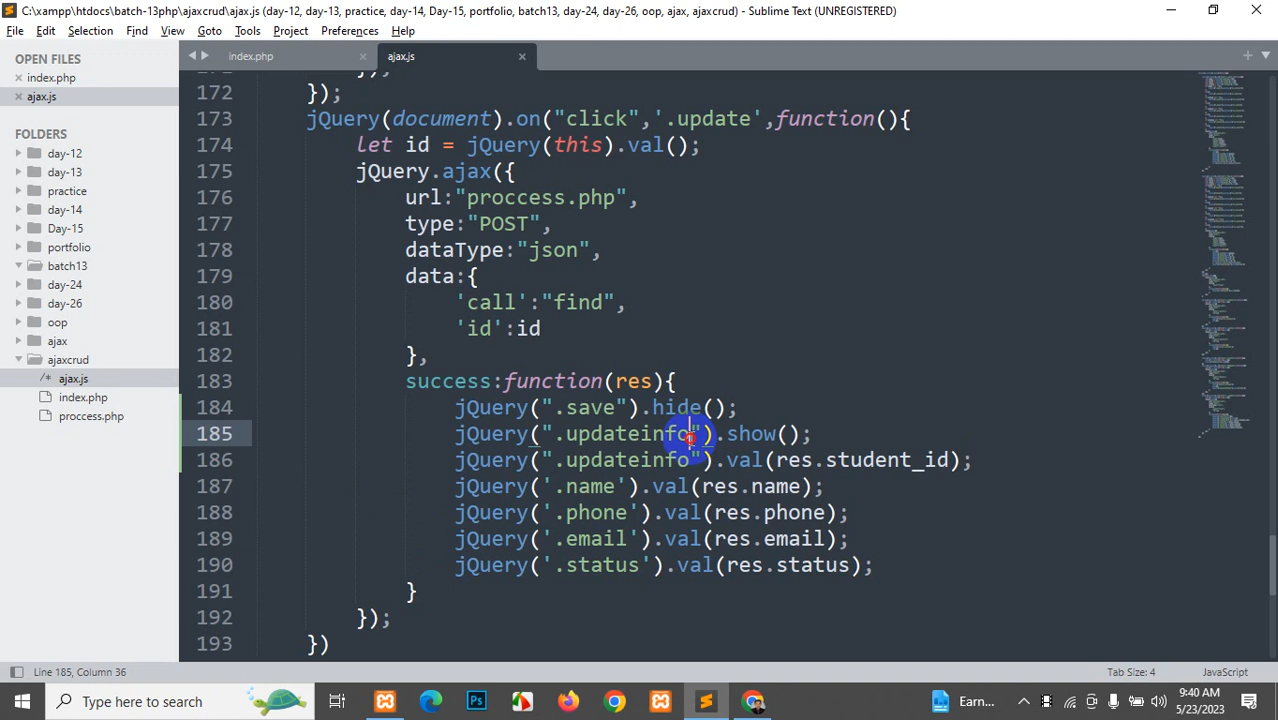 C:\xampp\htdocs\batch-13php\ajaxcrud\ajax.js (day-12, day-13, practice, day-14, Day-15, portfolio, batch13, day-24, day-26, oop, ajax, ajaxcrud) - Sublime Text (UNREGISTERED)
File Edit Selection Find View Goto Tools Project Preferences Help
OPEN FILES
index.php
ajax.js
FOLDERS
day-12
day-13
practice
day-14
Day-15
portfolio
batch13
day-24
day-26
oop
ajax
ajaxcrud
/* ajax.js
index.php
proccess.php
index.php
ajax.js
172 });
173 jQuery(document).on("click",'.update',function(){
174 let id = jQuery(this).val();
175 jQuery.ajax({
176 url:"proccess.php",
177 type:"POST",
178 dataType:"json",
179 data:{
180 'call':"find",
181 'id':id
182 },
183 success:function(res){
184 jQuery(".save").hide();
185 jQuery(".updateinfo").show();
186 jQuery(".updateinfo").val(res.student_id);
187 jQuery('.name').val(res.name);
188 jQuery('.phone').val(res.phone);
189 jQuery('.email').val(res.email);
190 jQuery('.status').val(res.status);
191 }
192 });
193 })
Line 185, Column 36
Tab Size: 4
JavaScript
Type here to search
Ps
Earn...
9:40 AM
5/23/2023